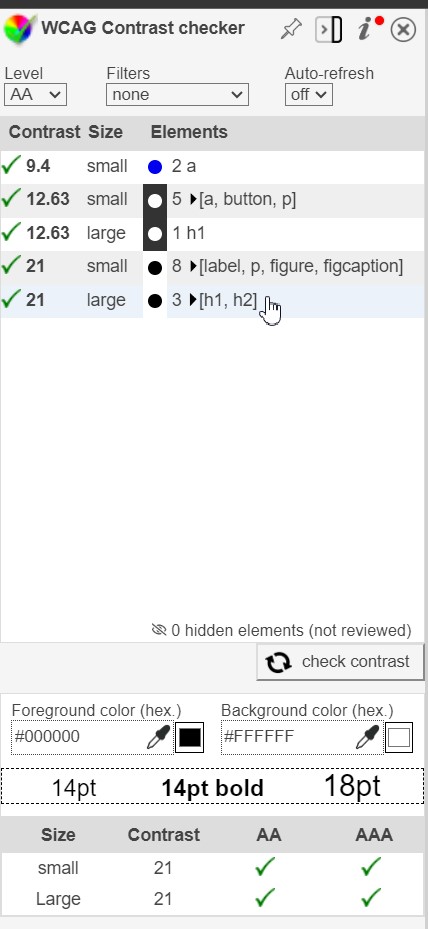 WCAG Contrast checker
Level Filters Auto-refresh
AA none off
Contrast Size Elements
9.4 small 2 a
12.63 small 5 [a, button, p]
12.63 large 1 h1
21 small 8 [label, p, figure, figcaption]
21 large 3 [h1, h2]
0 hidden elements (not reviewed)
check contrast
Foreground color (hex.) Background color (hex.)
#000000 #FFFFFF
14pt 14pt bold 18pt
Size Contrast AA AAA
small 21
Large 21